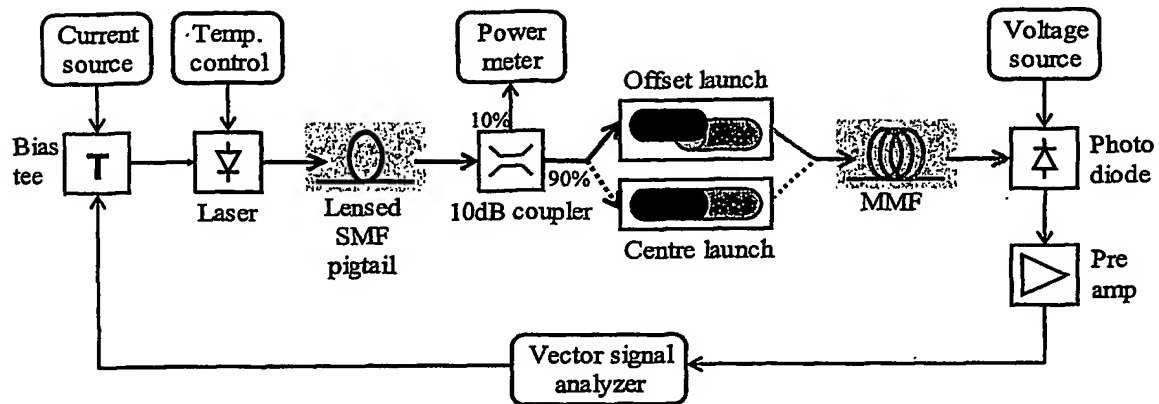 Current
source
Temp.
control
Power
meter
Voltage
source
Offset launch
10%
Bias
tee
T
90%
Photo
diode
Laser
Lensed
SMF
pigtail
10dB coupler
MMF
Centre launch
Pre
amp
Vector signal
analyzer